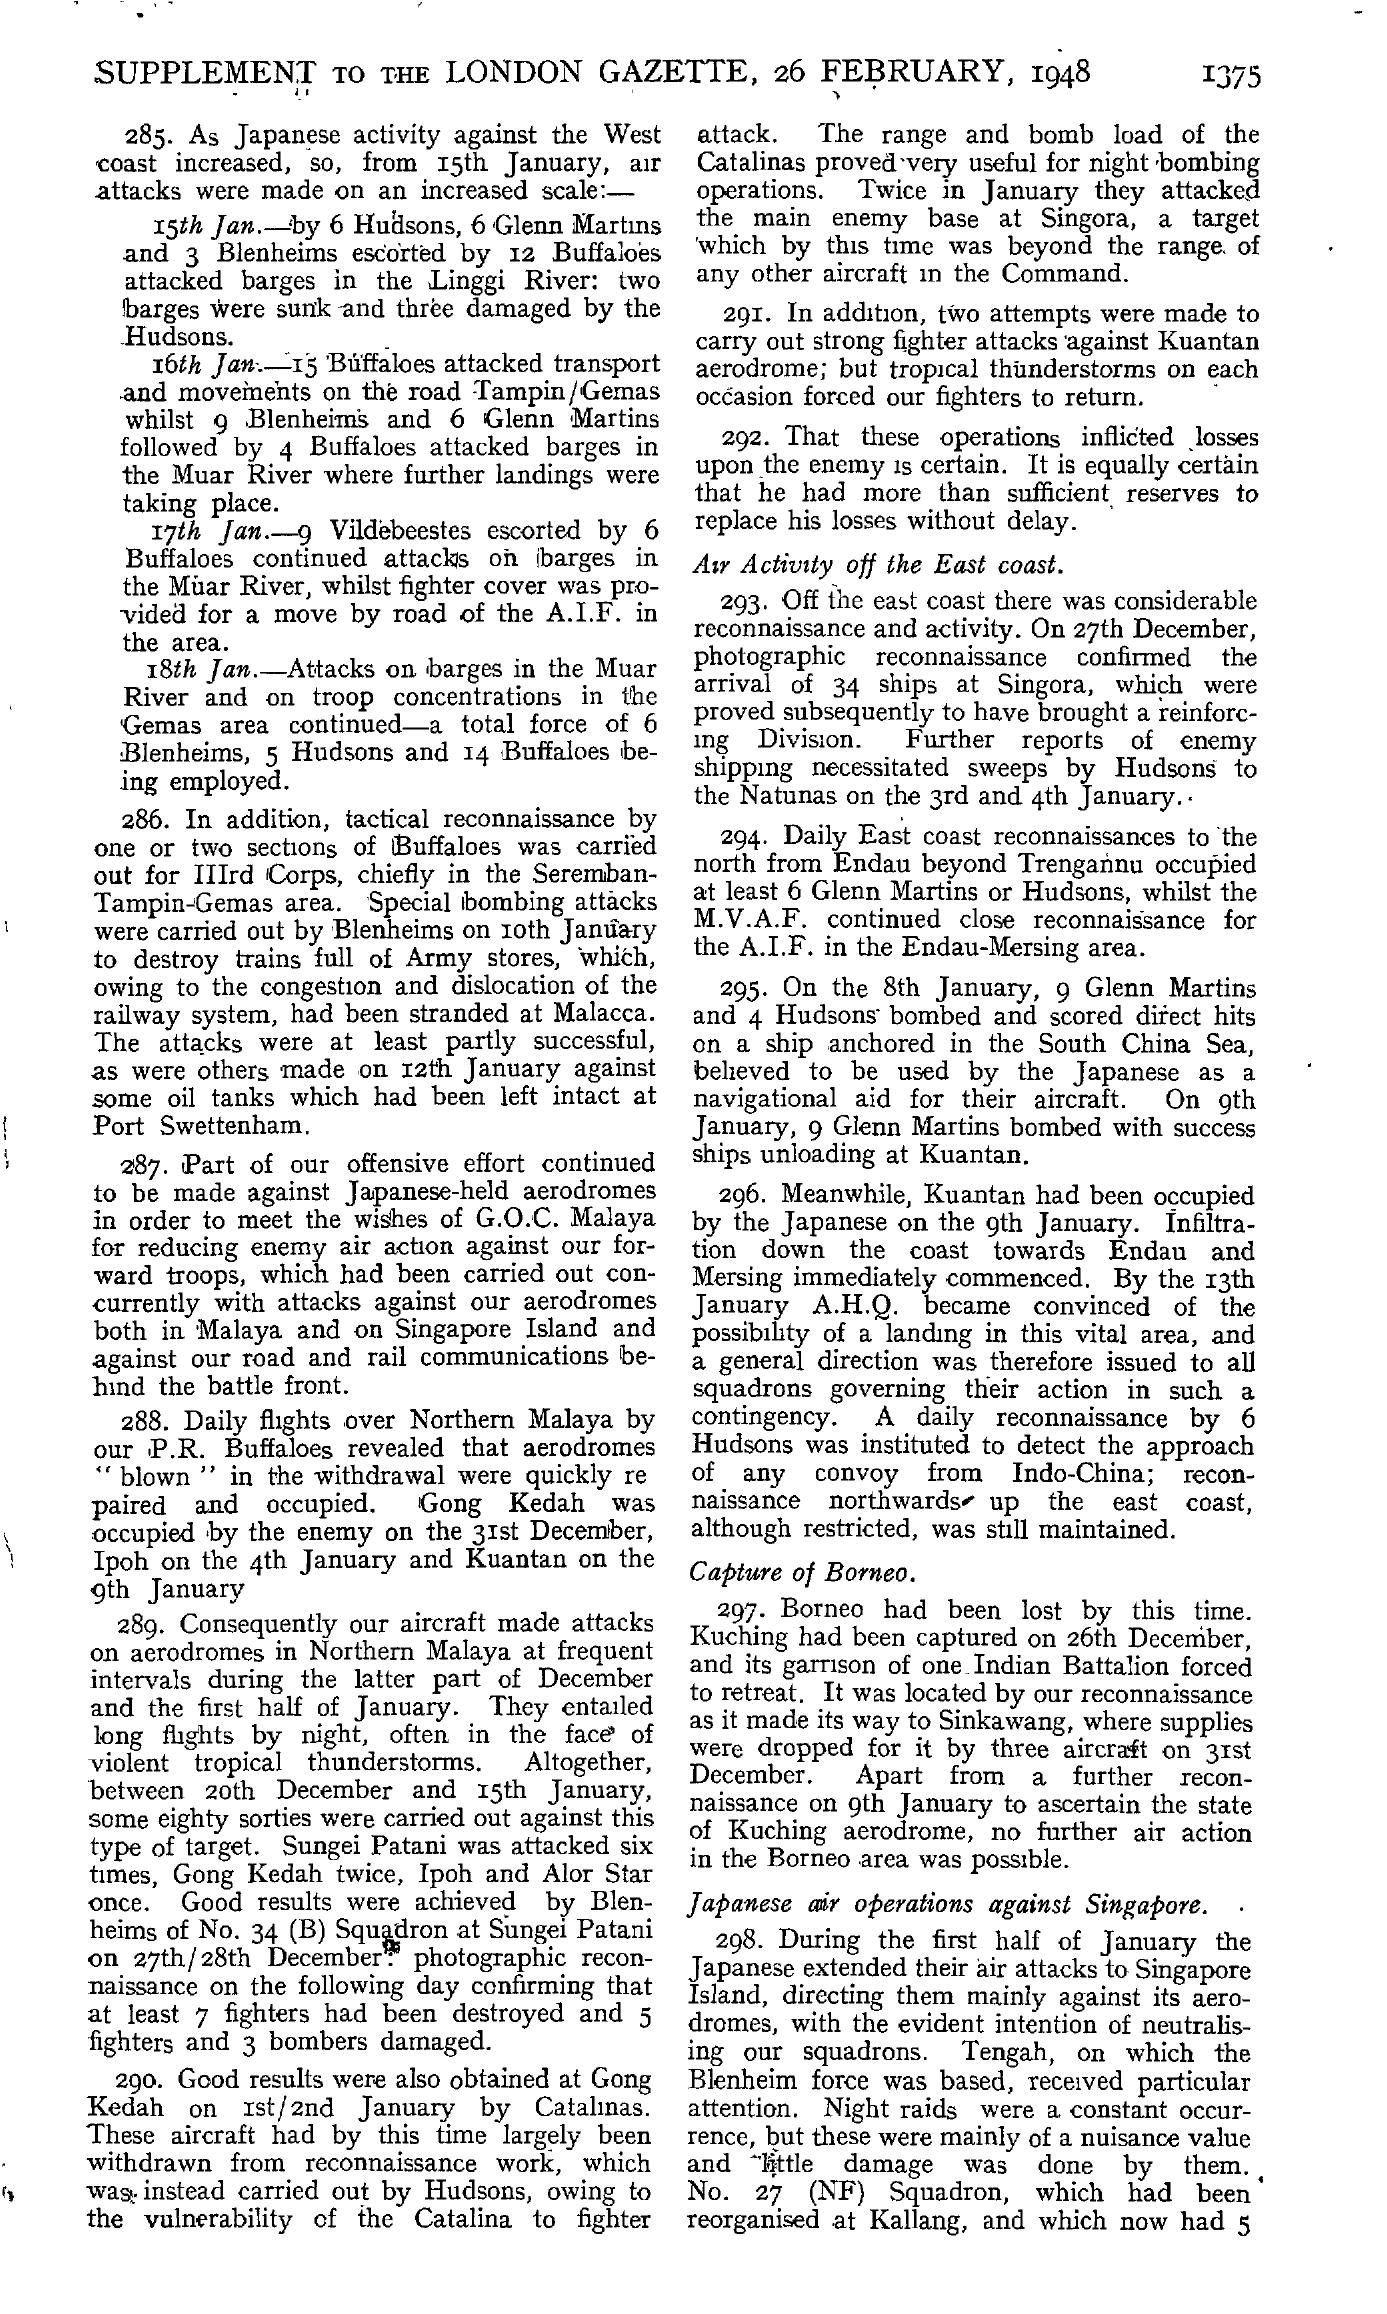 SUPPLEMENT TO THE LONDON GAZETTE, 26 FEBRUARY, 1948 1375
285. As Japanese activity against the West
coast increased, so, from 15th January, air
attacks were made on an increased scale:—
15th Jan.—by 6 Hudsons, 6 Glenn Martins
and 3 Blenheims escorted by 12 Buffaloes
attacked barges in the Linggi River: two
barges were sunk and three damaged by the
Hudsons.
16th Jan.—15 Buffaloes attacked transport
and movements on the road Tampin/Gemas
whilst 9 Blenheims and 6 Glenn Martins
followed by 4 Buffaloes attacked barges in
the Muar River where further landings were
taking place.
17th Jan.—9 Vildebeestes escorted by 6
Buffaloes continued attacks on barges in
the Muar River, whilst fighter cover was pro-
vided for a move by road of the A.I.F. in
the area.
18th Jan.—Attacks on barges in the Muar
River and on troop concentrations in the
Gemas area continued—a total force of 6
Blenheims, 5 Hudsons and 14 Buffaloes be-
ing employed.
286. In addition, tactical reconnaissance by
one or two sections of Buffaloes was carried
out for IIIrd Corps, chiefly in the Seremban-
Tampin-Gemas area. Special bombing attacks
were carried out by Blenheims on 10th January
to destroy trains full of Army stores, which,
owing to the congestion and dislocation of the
railway system, had been stranded at Malacca.
The attacks were at least partly successful,
as were others made on 12th January against
some oil tanks which had been left intact at
Port Swettenham.
287. Part of our offensive effort continued
to be made against Japanese-held aerodromes
in order to meet the wishes of G.O.C. Malaya
for reducing enemy air action against our for-
ward troops, which had been carried out con-
currently with attacks against our aerodromes
both in Malaya and on Singapore Island and
against our road and rail communications be-
hind the battle front.
288. Daily flights over Northern Malaya by
our P.R. Buffaloes revealed that aerodromes
" blown " in the withdrawal were quickly re
paired and occupied. Gong Kedah was
occupied by the enemy on the 31st December,
Ipoh on the 4th January and Kuantan on the
9th January
289. Consequently our aircraft made attacks
on aerodromes in Northern Malaya at frequent
intervals during the latter part of December
and the first half of January. They entailed
long flights by night, often in the face of
violent tropical thunderstorms. Altogether,
between 20th December and 15th January,
some eighty sorties were carried out against this
type of target. Sungei Patani was attacked six
times, Gong Kedah twice, Ipoh and Alor Star
once. Good results were achieved by Blen-
heims of No. 34 (B) Squadron at Sungei Patani
on 27th/28th December: photographic recon-
naissance on the following day confirming that
at least 7 fighters had been destroyed and 5
fighters and 3 bombers damaged.
290. Good results were also obtained at Gong
Kedah on 1st/2nd January by Catalinas.
These aircraft had by this time largely been
withdrawn from reconnaissance work, which
was instead carried out by Hudsons, owing to
the vulnerability of the Catalina to fighter
attack. The range and bomb load of the
Catalinas proved very useful for night bombing
operations. Twice in January they attacked
the main enemy base at Singora, a target
which by this time was beyond the range of
any other aircraft in the Command.
291. In addition, two attempts were made to
carry out strong fighter attacks against Kuantan
aerodrome; but tropical thunderstorms on each
occasion forced our fighters to return.
292. That these operations inflicted losses
upon the enemy is certain. It is equally certain
that he had more than sufficient reserves to
replace his losses without delay.
Air Activity off the East coast.
293. Off the east coast there was considerable
reconnaissance and activity. On 27th December,
photographic reconnaissance confirmed the
arrival of 34 ships at Singora, which were
proved subsequently to have brought a reinforc-
ing Division. Further reports of enemy
shipping necessitated sweeps by Hudsons to
the Natunas on the 3rd and 4th January.
294. Daily East coast reconnaissances to the
north from Endau beyond Trengannu occupied
at least 6 Glenn Martins or Hudsons, whilst the
M.V.A.F. continued close reconnaissance for
the A.I.F. in the Endau-Mersing area.
295. On the 8th January, 9 Glenn Martins
and 4 Hudsons bombed and scored direct hits
on a ship anchored in the South China Sea,
believed to be used by the Japanese as a
navigational aid for their aircraft. On 9th
January, 9 Glenn Martins bombed with success
ships unloading at Kuantan.
296. Meanwhile, Kuantan had been occupied
by the Japanese on the 9th January. Infiltra-
tion down the coast towards Endau and
Mersing immediately commenced. By the 13th
January A.H.Q. became convinced of the
possibility of a landing in this vital area, and
a general direction was therefore issued to all
squadrons governing their action in such a
contingency. A daily reconnaissance by 6
Hudsons was instituted to detect the approach
of any convoy from Indo-China; recon-
naissance northwards up the east coast,
although restricted, was still maintained.
Capture of Borneo.
297. Borneo had been lost by this time.
Kuching had been captured on 26th December,
and its garrison of one Indian Battalion forced
to retreat. It was located by our reconnaissance
as it made its way to Sinkawang, where supplies
were dropped for it by three aircraft on 31st
December. Apart from a further recon-
naissance on 9th January to ascertain the state
of Kuching aerodrome, no further air action
in the Borneo area was possible.
Japanese air operations against Singapore.
298. During the first half of January the
Japanese extended their air attacks to Singapore
Island, directing them mainly against its aero-
dromes, with the evident intention of neutralis-
ing our squadrons. Tengah, on which the
Blenheim force was based, received particular
attention. Night raids were a constant occur-
rence, but these were mainly of a nuisance value
and little damage was done by them.
No. 27 (NF) Squadron, which had been
reorganised at Kallang, and which now had 5